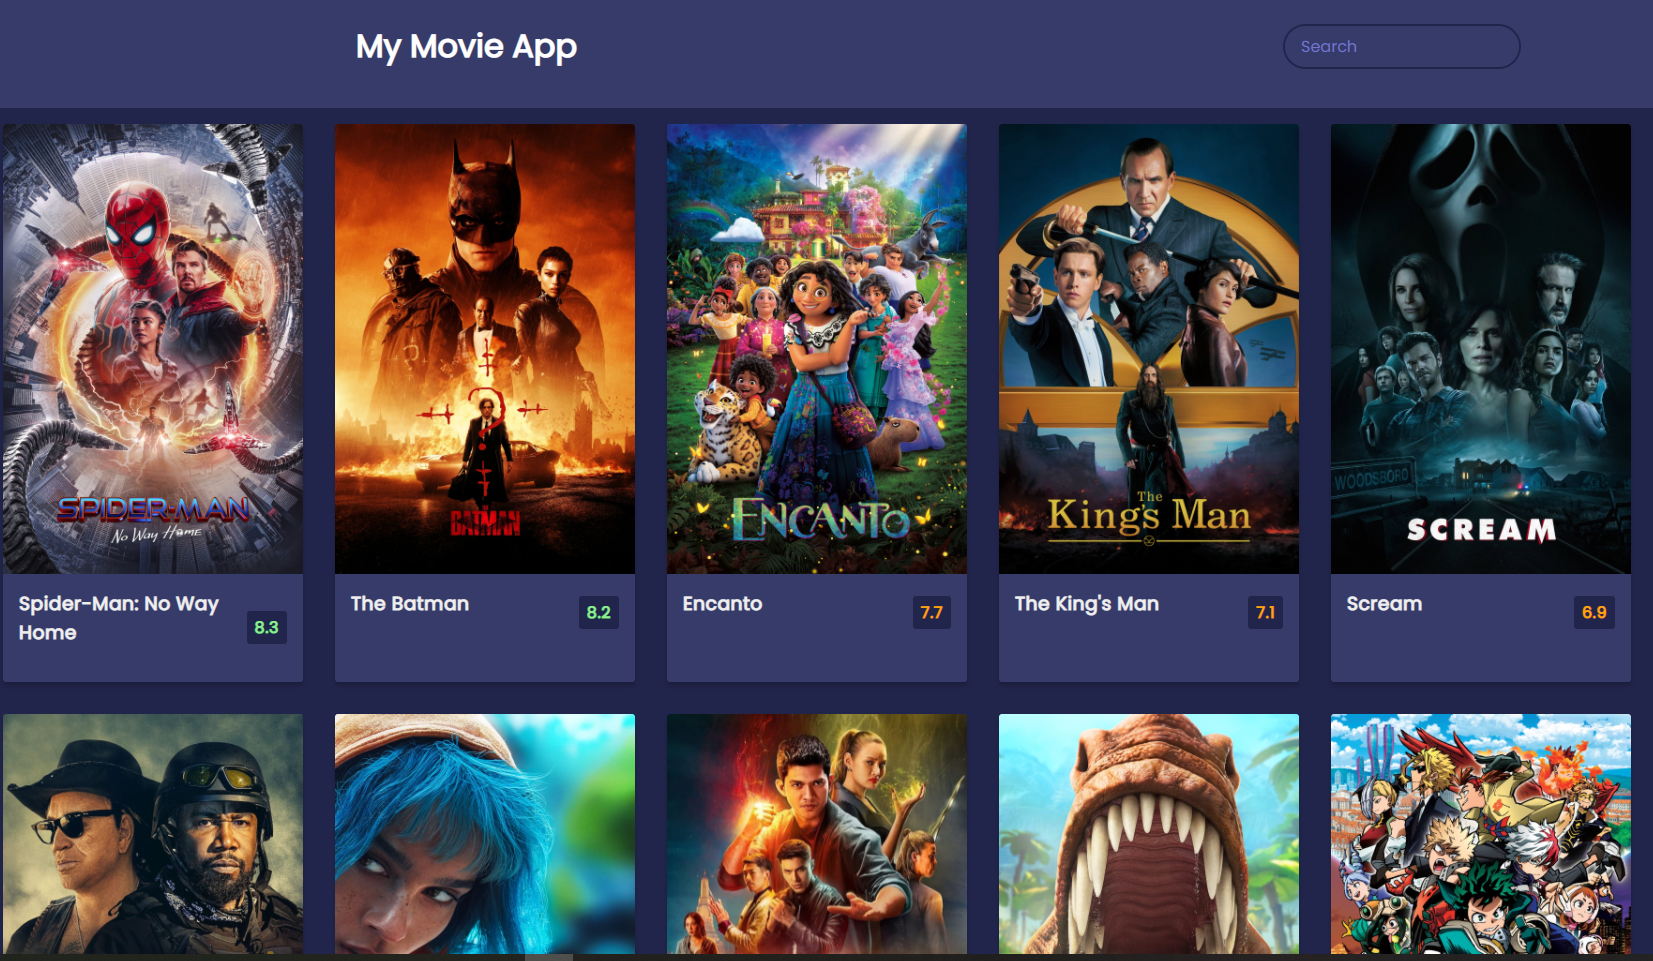 My Movie App
Search
SPIDER-MAN
No Way Home
THE
BATMAN
ENCANTO
The
King's Man
WOODSBORO
SCREAM
Spider-Man: No Way
Home
8.3
The Batman
8.2
Encanto
7.7
The King's Man
7.1
Scream
6.9